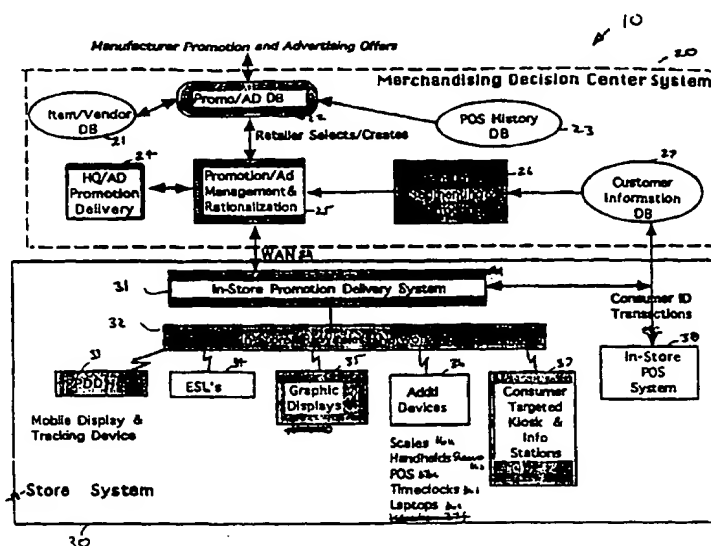 10
20
Manufacturer Promotion and Advertising Offers
Merchandising Decision Center System
Promo/AD DB
22
Item/Vendor DB
21
POS History DB
23
Retailer Selects/Creates
24
HQ/AD Promotion Delivery
Promotion/Ad Management & Rationalization
25
26
27
Customer Information DB
WAN
31
In-Store Promotion Delivery System
Consumer ID Transactions
32
33
PDD
Mobile Display & Tracking Device
34
ESL's
35
Graphic Displays
36
Addtl Devices
Scales
Handhelds
POS
Timeclocks
Laptops
37
Consumer Targeted Kiosk & Info Stations
38
In-Store POS System
-Store System
30